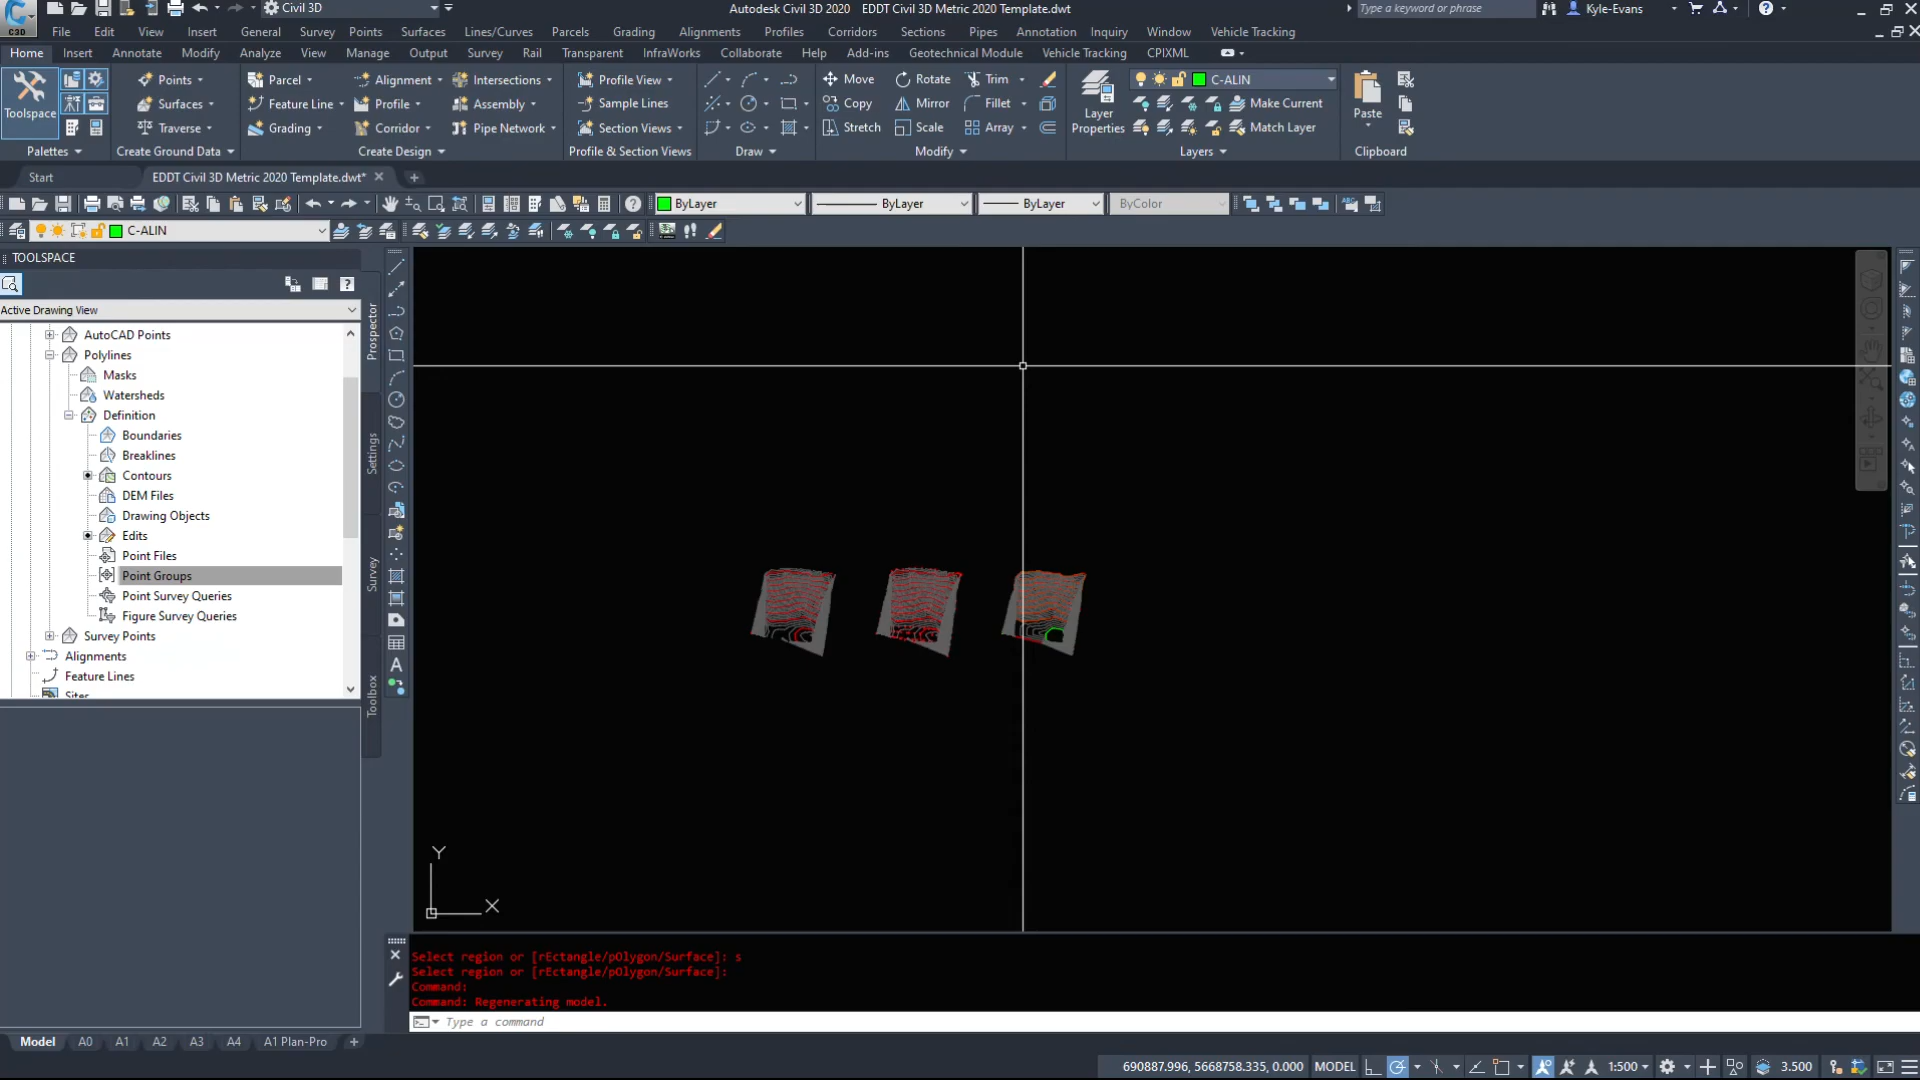 Civil 3D
Autodesk Civil 3D 2020 EDDT Civil 3D Metric 2020 Template.dwt
Type a keyword or phrase
Kyle-Evans
C3D
File Edit View Insert General Survey Points Surfaces Lines/Curves Parcels Grading Alignments Profiles Corridors Sections Pipes Annotation Inquiry Window Vehicle Tracking
Home Insert Annotate Modify Analyze View Manage Output Survey Rail Transparent InfraWorks Collaborate Help Add-ins Geotechnical Module Vehicle Tracking CPIXML
Points Parcel Alignment Intersections Profile View Move Rotate Trim C-ALIN
Toolspace Surfaces Feature Line Profile Assembly Sample Lines Copy Mirror Fillet Layer Properties Make Current Paste
Traverse Grading Corridor Pipe Network Section Views Stretch Scale Array Match Layer
Palettes Create Ground Data Create Design Profile & Section Views Draw Modify Layers Clipboard
Start EDDT Civil 3D Metric 2020 Template.dwt*
ByLayer ByLayer ByLayer ByColor
C-ALIN
TOOLSPACE
Active Drawing View
AutoCAD Points
Polylines
Masks
Watersheds
Definition
Boundaries
Breaklines
Contours
DEM Files
Drawing Objects
Edits
Point Files
Point Groups
Point Survey Queries
Figure Survey Queries
Survey Points
Alignments
Feature Lines
Sites
Prospector
Settings
Survey
Toolbox
Y
X
Select region or [rEctangle/pOlygon/Surface]: s
Select region or [rEctangle/pOlygon/Surface]:
Command:
Command: Regenerating model.
Type a command
Model A0 A1 A2 A3 A4 A1 Plan-Pro
690887.996, 5668758.335, 0.000 MODEL 1:500 3.500